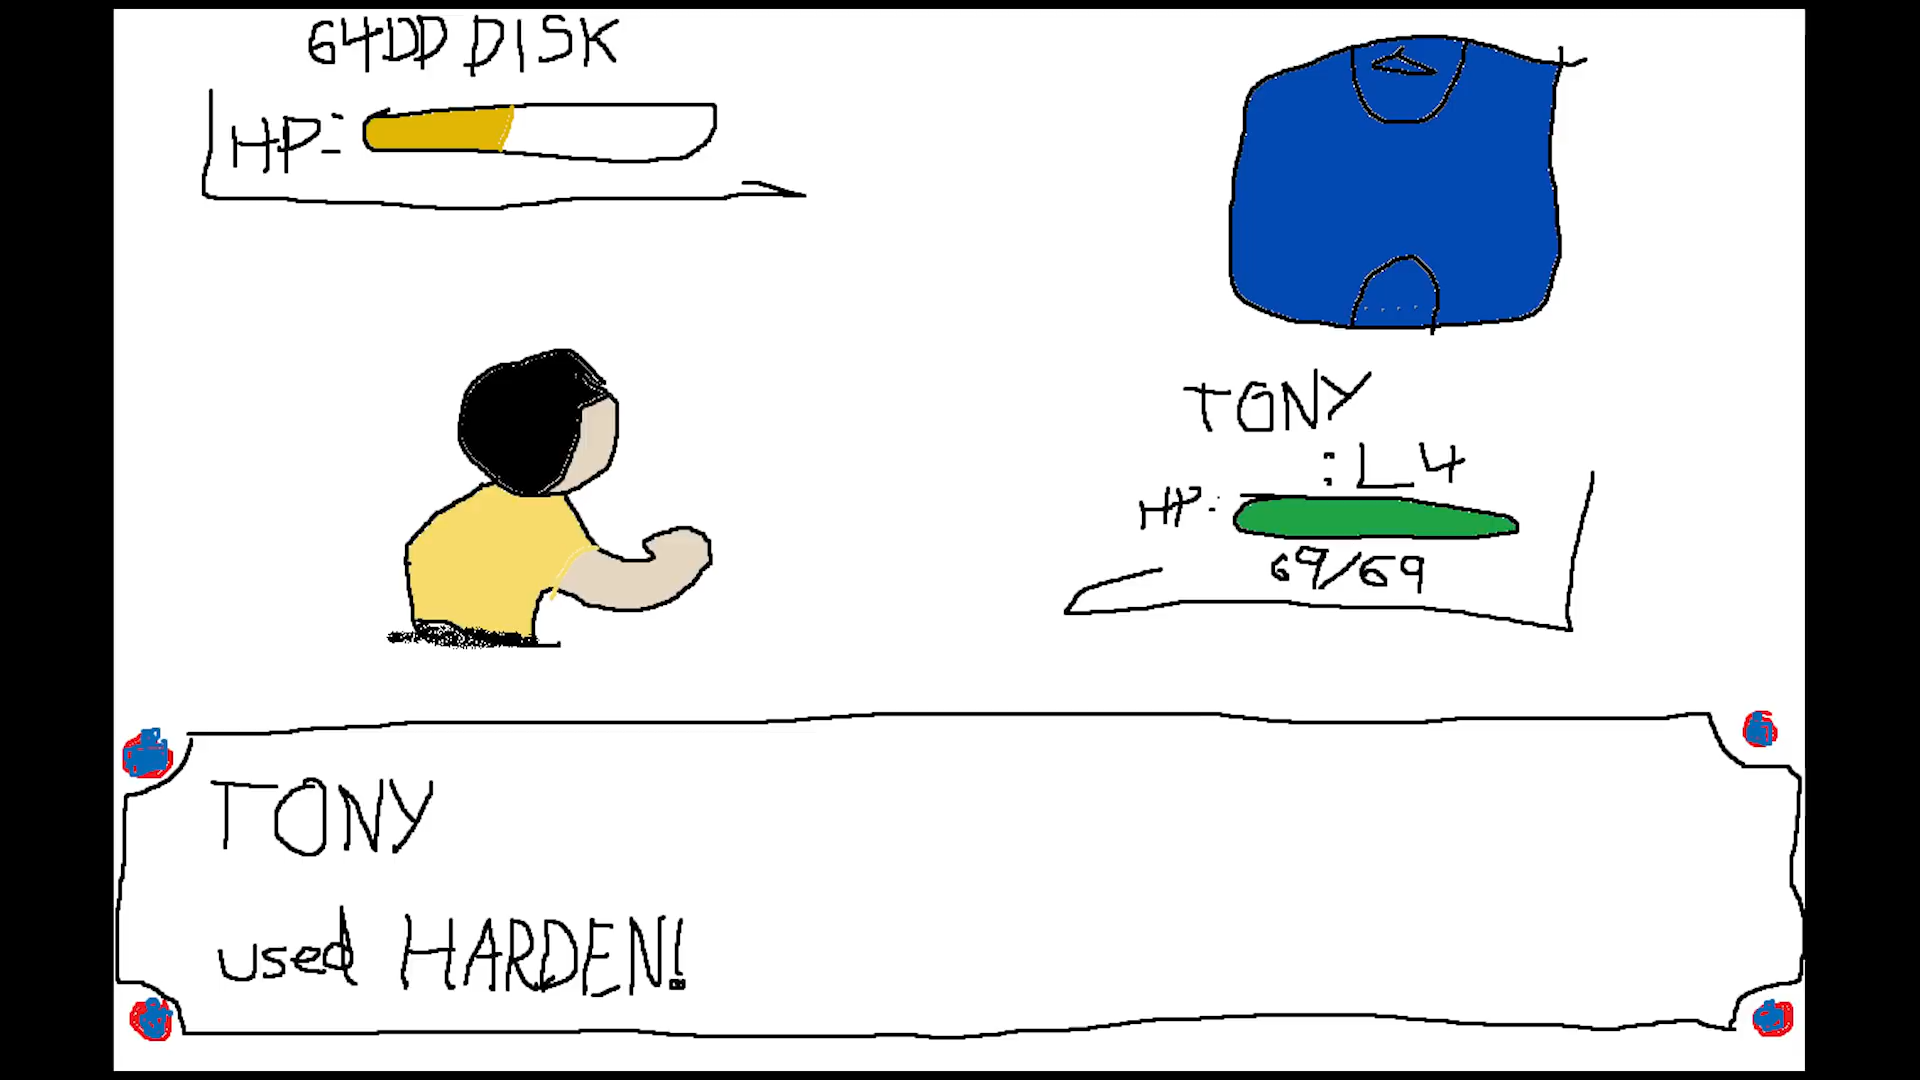 64DD DISK
HP:
TONY
:L4
HP:
69/69
TONY
used HARDEN!